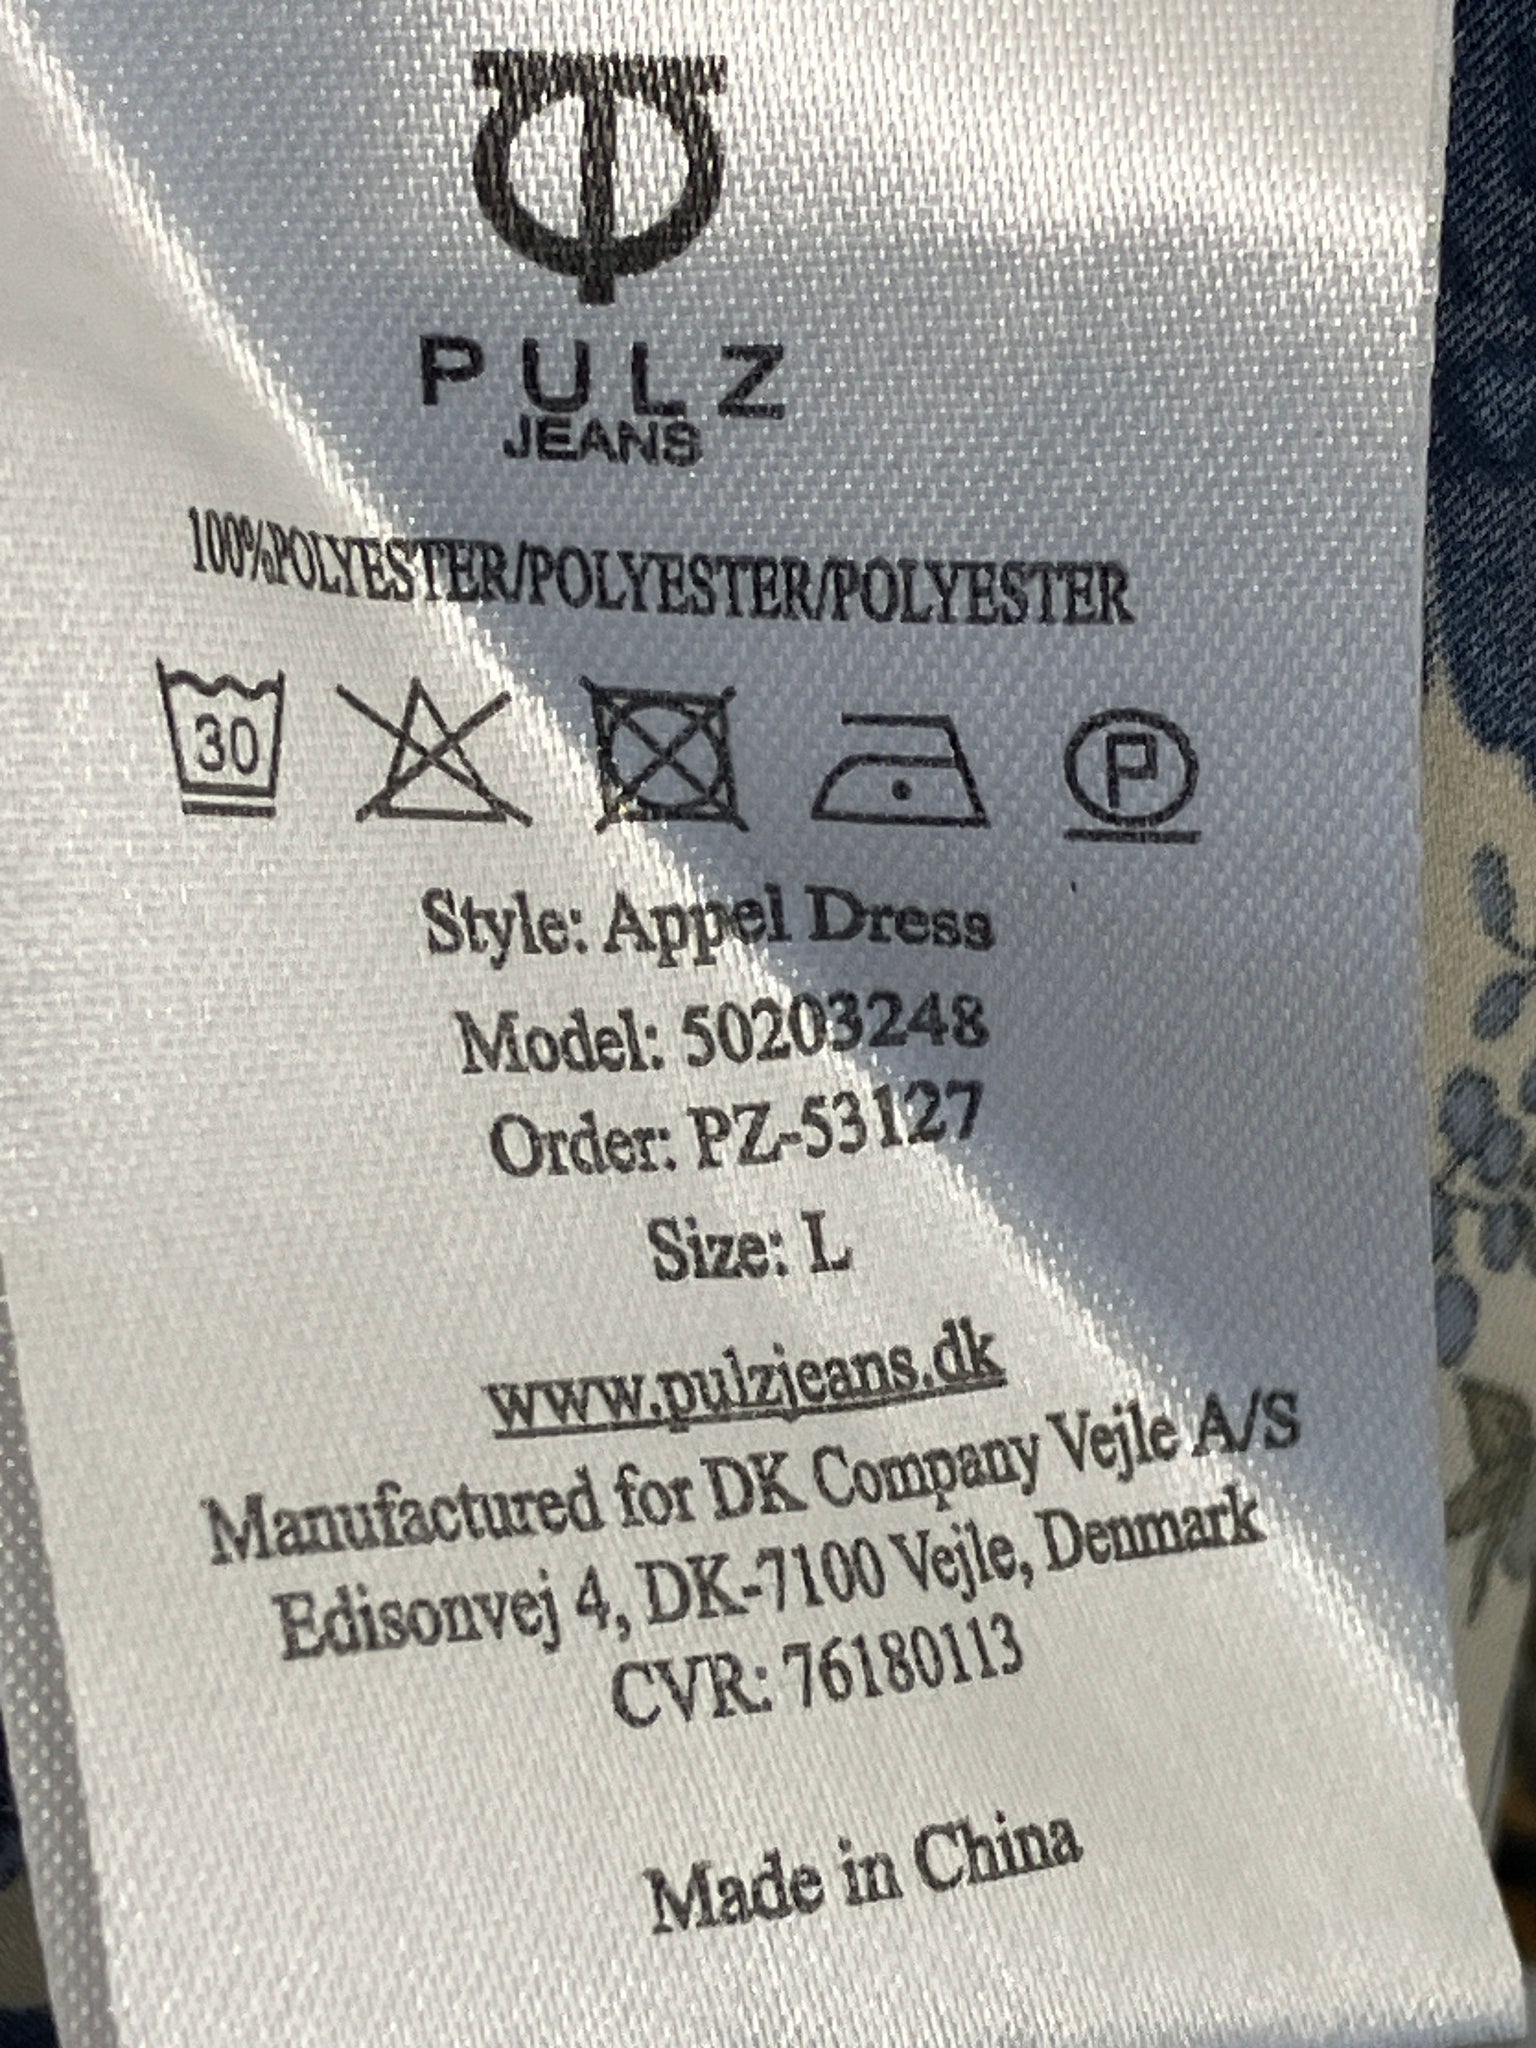 PULZ
JEANS
100%POLYESTER/POLYESTER/POLYESTER
30
P
Style: Appel Dress
Model: 50203248
Order: PZ-53127
Size: L
www.pulzjeans.dk
Manufactured for DK Company Vejle A/S
Edisonvej 4, DK-7100 Vejle, Denmark
CVR: 76180113
Made in China